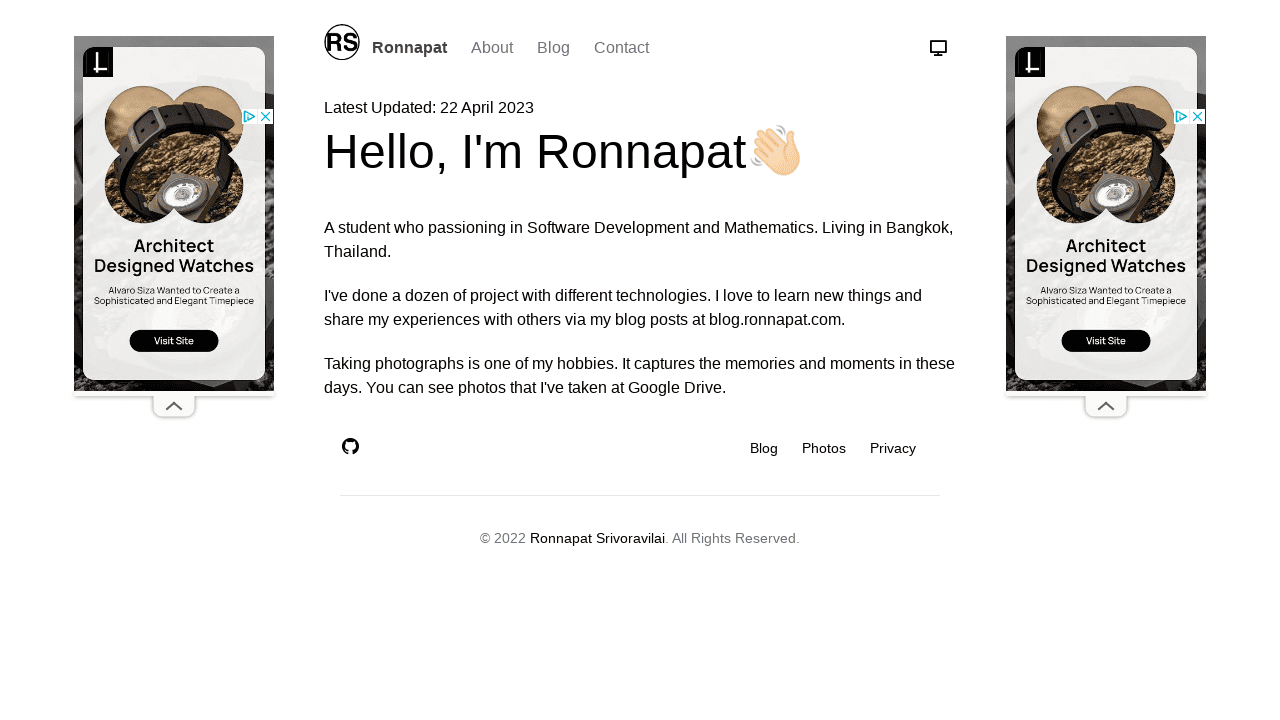 RS
Ronnapat About Blog Contact
Latest Updated: 22 April 2023
Hello, I'm Ronnapat👋🏼
A student who passioning in Software Development and Mathematics. Living in Bangkok,
Thailand.
I've done a dozen of project with different technologies. I love to learn new things and
share my experiences with others via my blog posts at blog.ronnapat.com.
Taking photographs is one of my hobbies. It captures the memories and moments in these
days. You can see photos that I've taken at Google Drive.
Blog Photos Privacy
© 2022 Ronnapat Srivoravilai. All Rights Reserved.
Architect
Designed Watches
Alvaro Siza Wanted to Create a
Sophisticated and Elegant Timepiece
Visit Site
Architect
Designed Watches
Alvaro Siza Wanted to Create a
Sophisticated and Elegant Timepiece
Visit Site